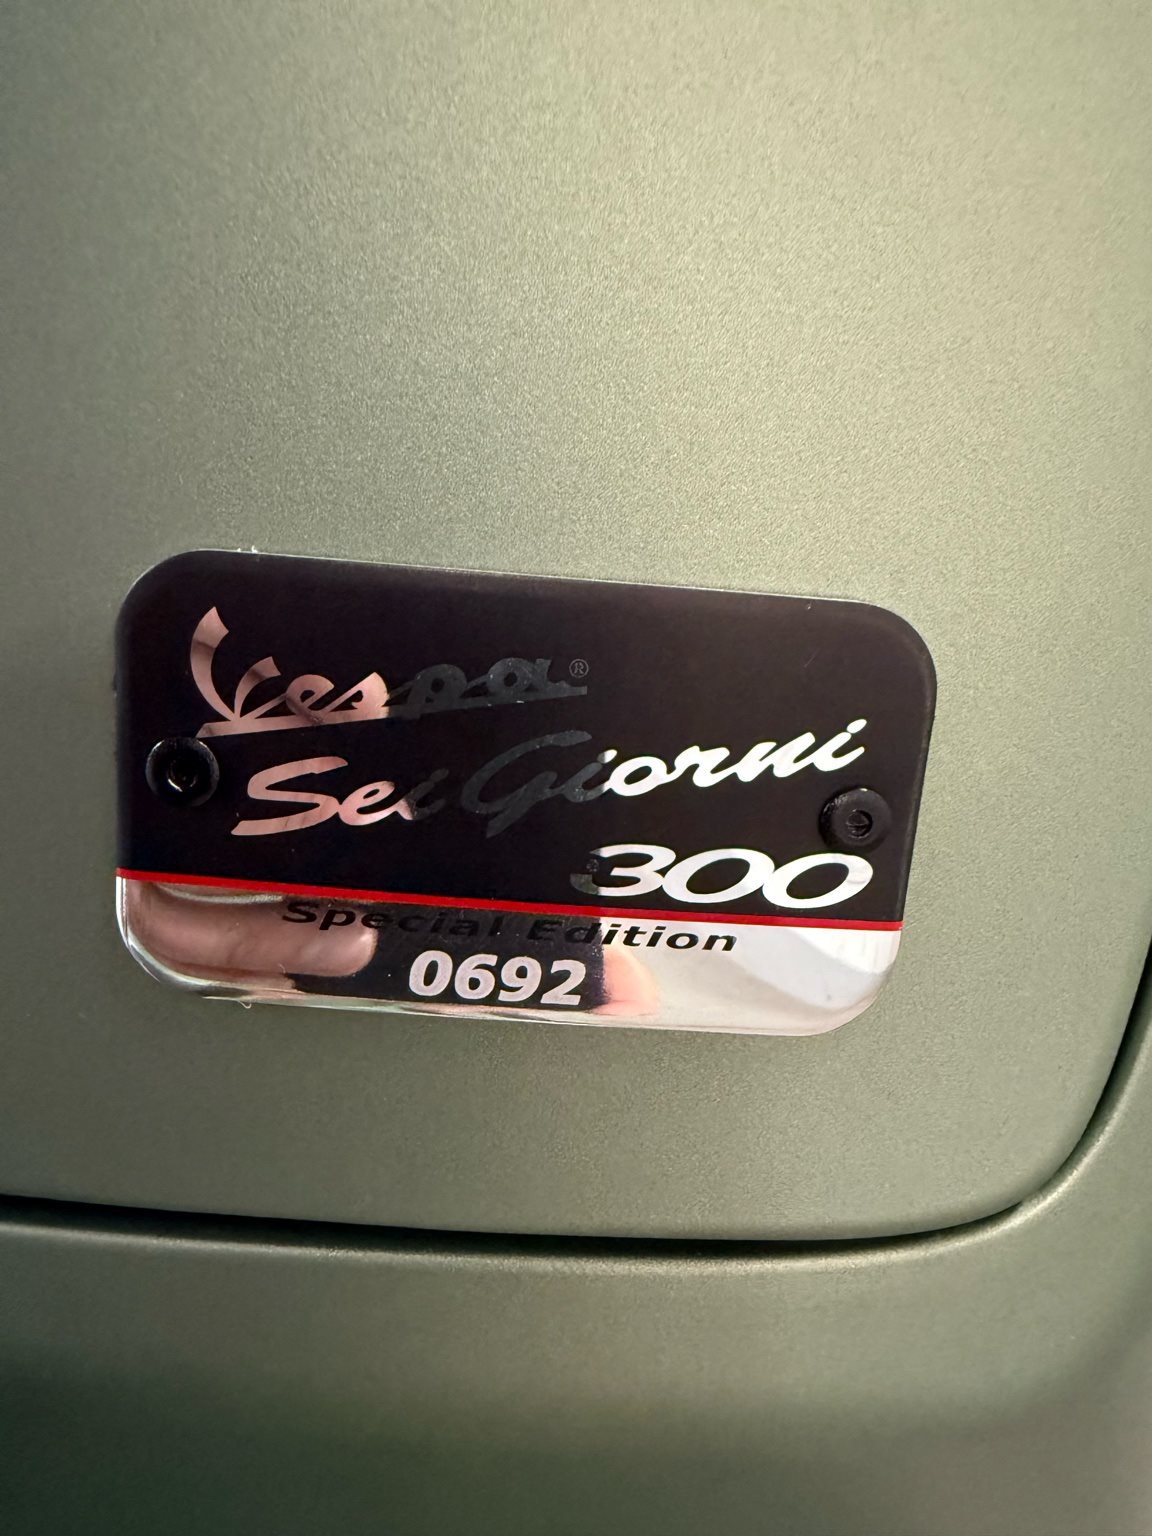 Vespa®
Sei Giorni
300
Special Edition
0692